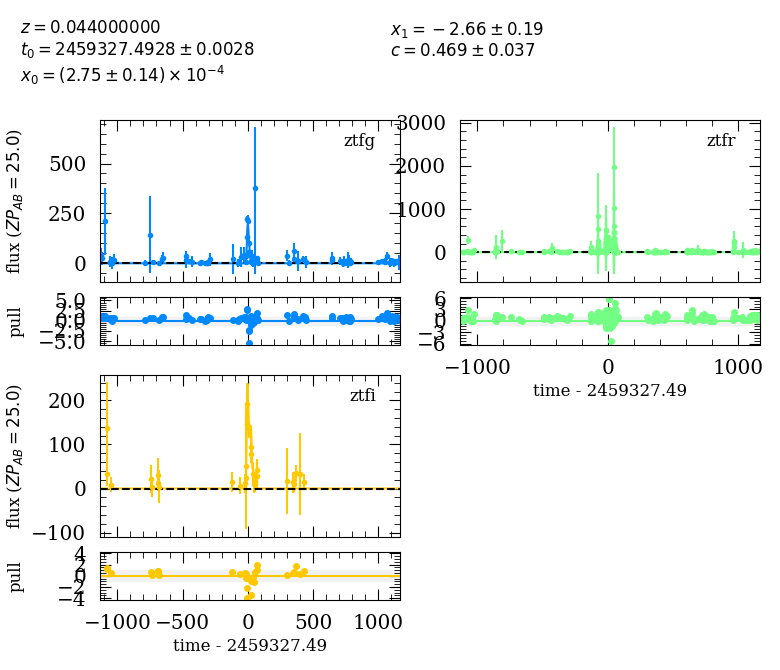 z = 0.044000000
t₀ = 2459327.4928 ± 0.0028
x₀ = (2.75 ± 0.14) × 10⁻⁴
x₁ = −2.66 ± 0.19
c = 0.469 ± 0.037
ztfg
flux (ZP_AB = 25.0)
500
250
0
pull
5.0
2.5
0.0
−2.5
−5.0
ztfr
3000
2000
1000
0
6
3
0
−3
−6
−1000 0 1000
time - 2459327.49
ztfi
flux (ZP_AB = 25.0)
200
100
0
−100
pull
4
2
0
−2
−4
−1000 −500 0 500 1000
time - 2459327.49